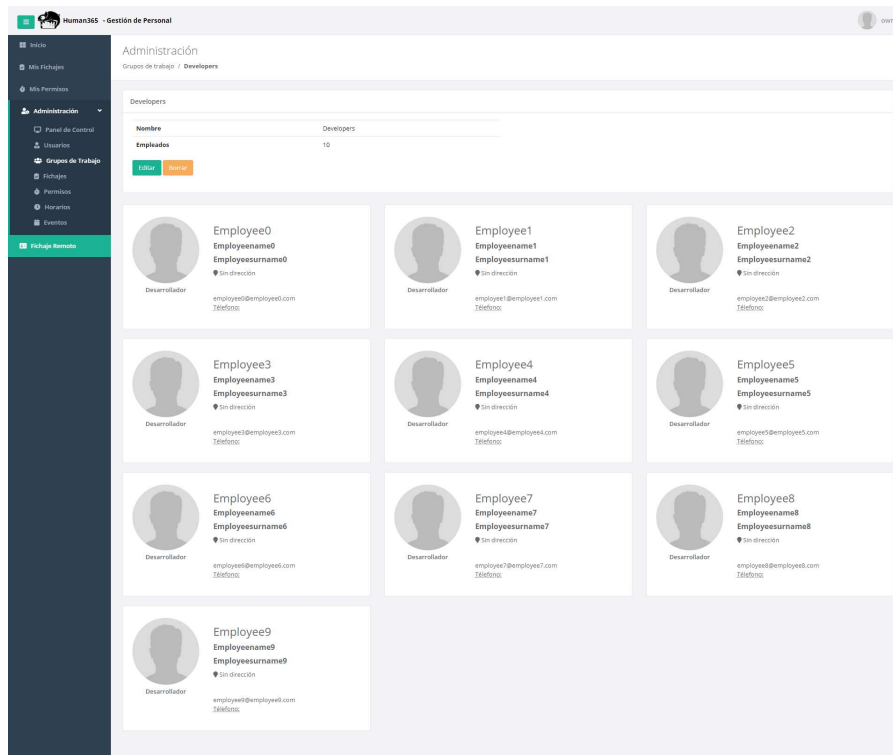 Human365 - Gestión de Personal
own
Inicio
Mis Fichajes
Mis Permisos
Administración
Panel de Control
Usuarios
Grupos de Trabajo
Fichajes
Permisos
Horarios
Eventos
Fichaje Remoto
Administración
Grupos de trabajo / Developers
Developers
Nombre Developers
Empleados 10
Editar Borrar
Employee0
Employeename0
Employeesurname0
Sin dirección
Desarrollador
employee0@employee0.com
Télefono:
Employee1
Employeename1
Employeesurname1
Sin dirección
Desarrollador
employee1@employee1.com
Télefono:
Employee2
Employeename2
Employeesurname2
Sin dirección
Desarrollador
employee2@employee2.com
Télefono:
Employee3
Employeename3
Employeesurname3
Sin dirección
Desarrollador
employee3@employee3.com
Télefono:
Employee4
Employeename4
Employeesurname4
Sin dirección
Desarrollador
employee4@employee4.com
Télefono:
Employee5
Employeename5
Employeesurname5
Sin dirección
Desarrollador
employee5@employee5.com
Télefono:
Employee6
Employeename6
Employeesurname6
Sin dirección
Desarrollador
employee6@employee6.com
Télefono:
Employee7
Employeename7
Employeesurname7
Sin dirección
Desarrollador
employee7@employee7.com
Télefono:
Employee8
Employeename8
Employeesurname8
Sin dirección
Desarrollador
employee8@employee8.com
Télefono:
Employee9
Employeename9
Employeesurname9
Sin dirección
Desarrollador
employee9@employee9.com
Télefono: